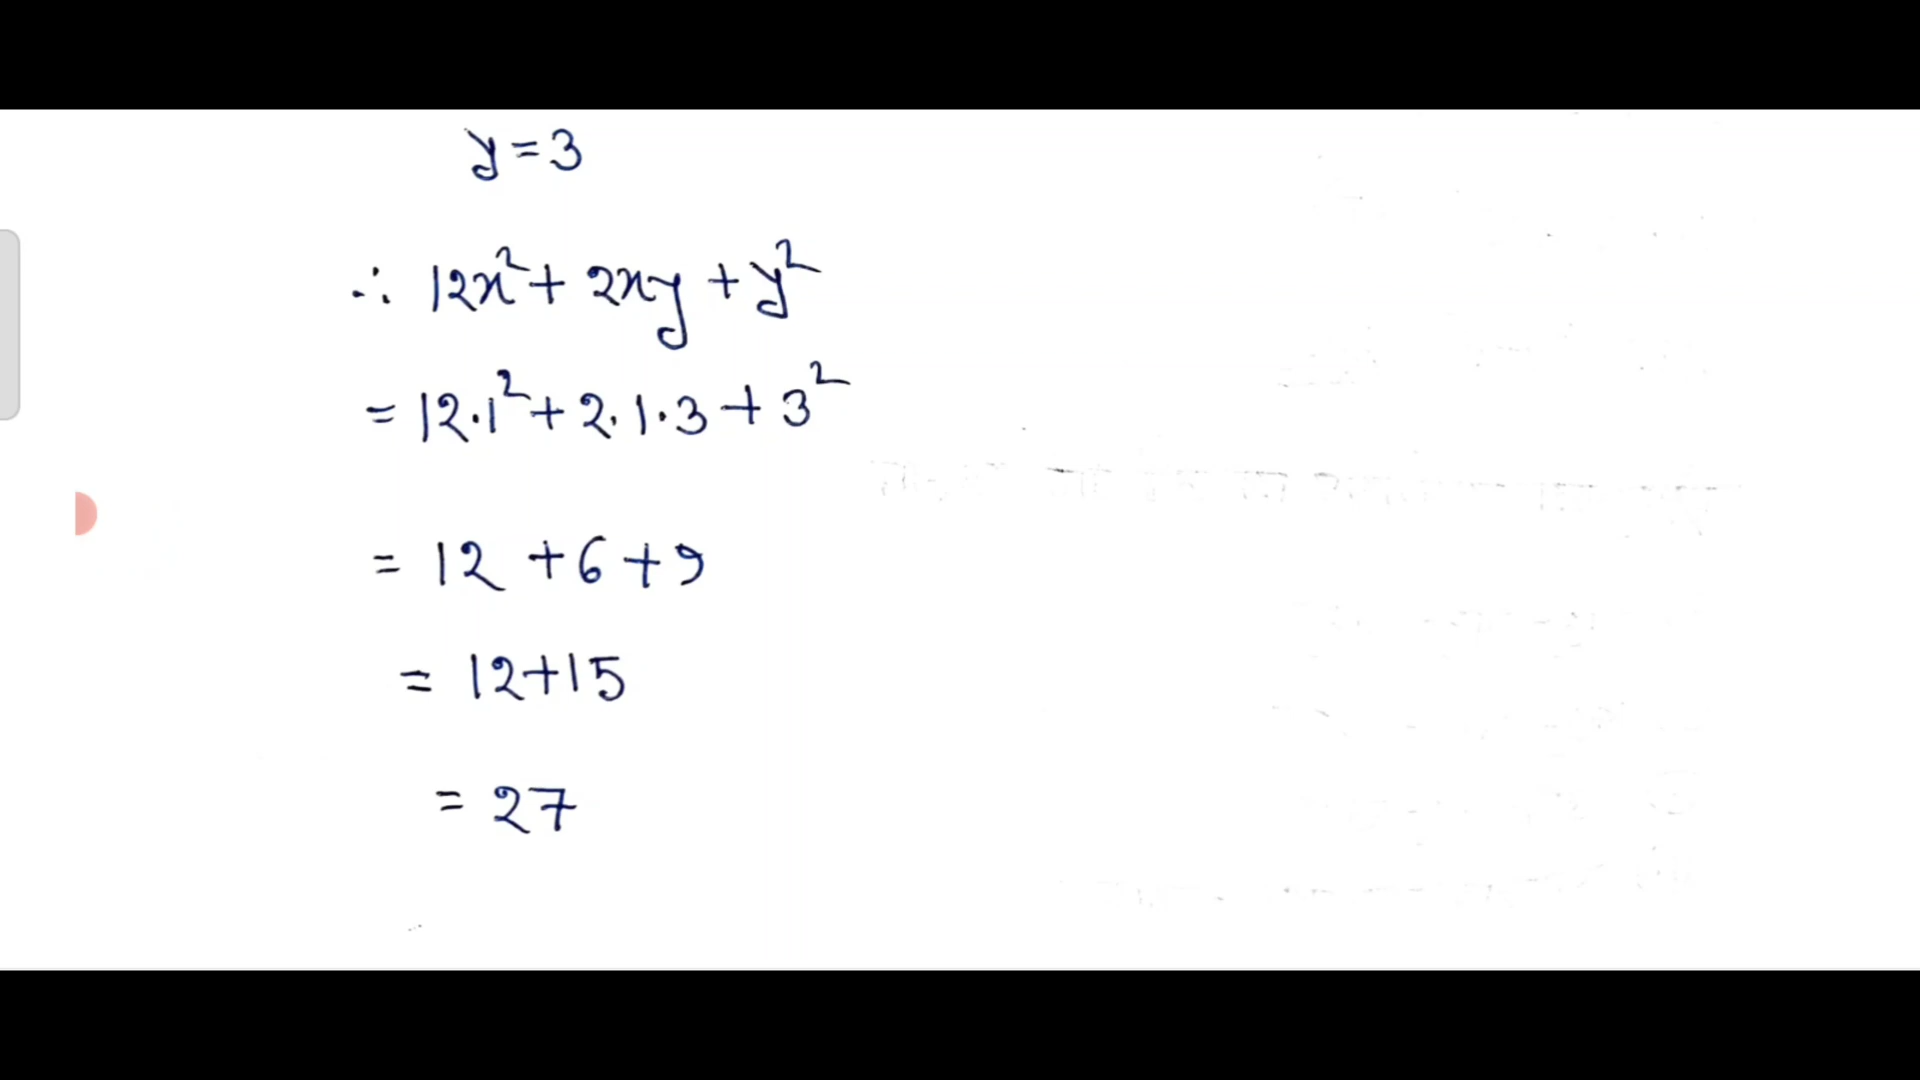 y=3
∴ 12x²+ 2xy +y²
= 12·1²+2·1·3+3²
= 12 +6+9
= 12+15
= 27